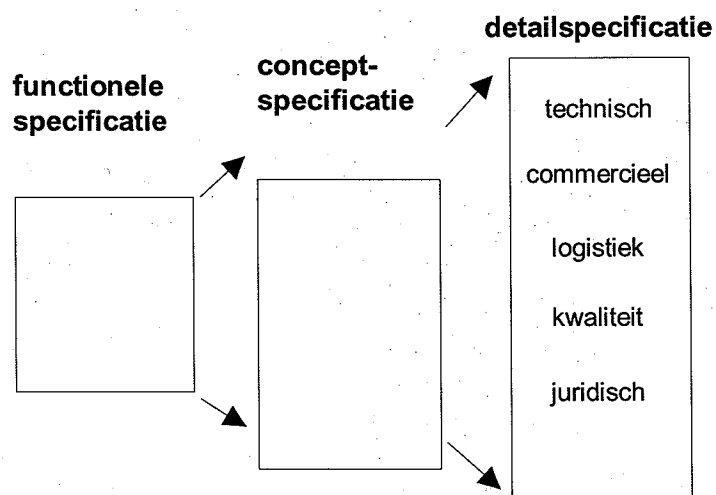 functionele
specificatie
concept-
specificatie
detailspecificatie
technisch
commercieel
logistiek
kwaliteit
juridisch